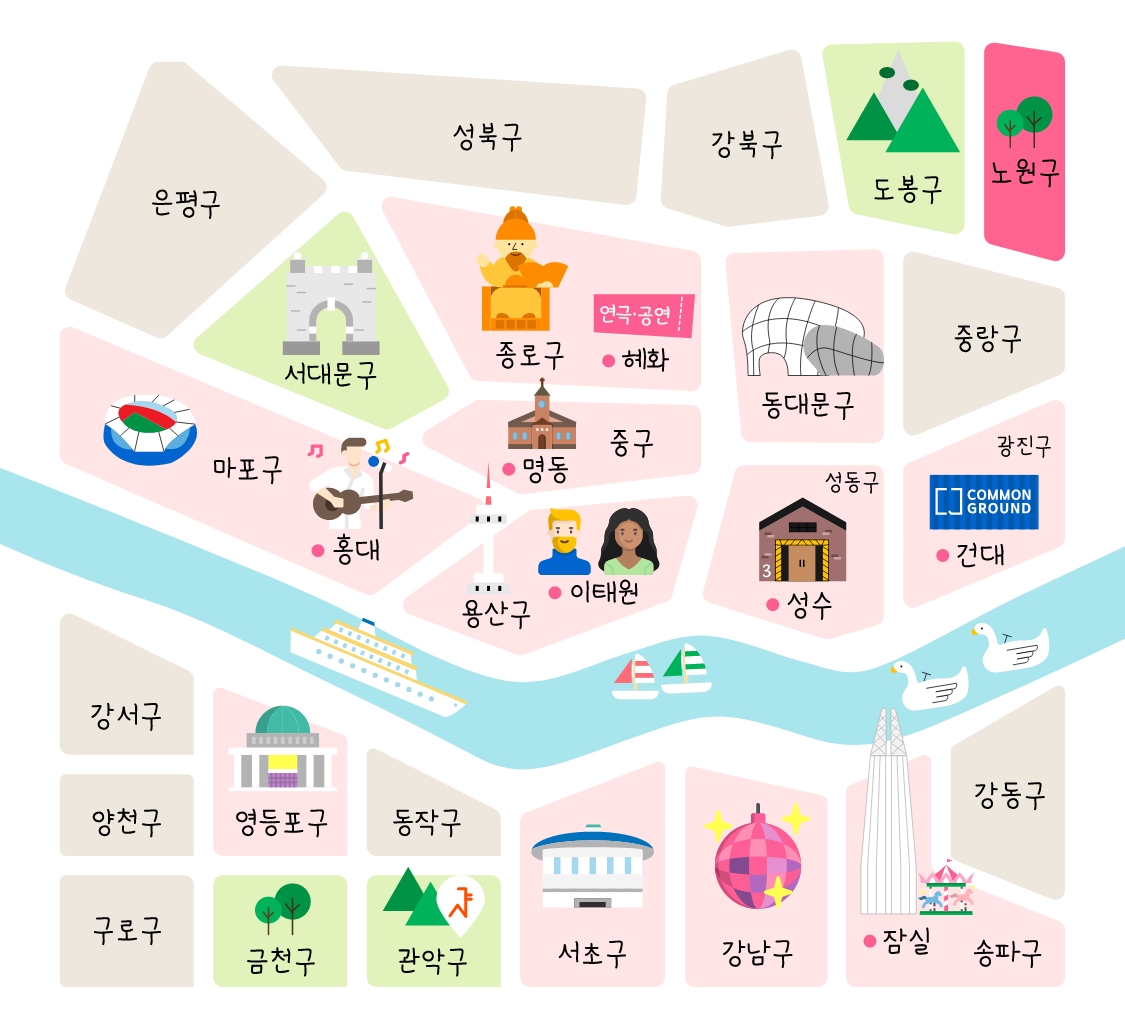 성북구
강북구
도봉구
노원구
은평구
연극·공연
종로구
혜화
서대문구
동대문구
중랑구
마포구
명동
중구
광진구
COMMON
GROUND
건대
성동구
3
성수
홍대
이태원
용산구
강서구
양천구
영등포구
동작구
강동구
구로구
금천구
관악구
서초구
강남구
잠실
송파구